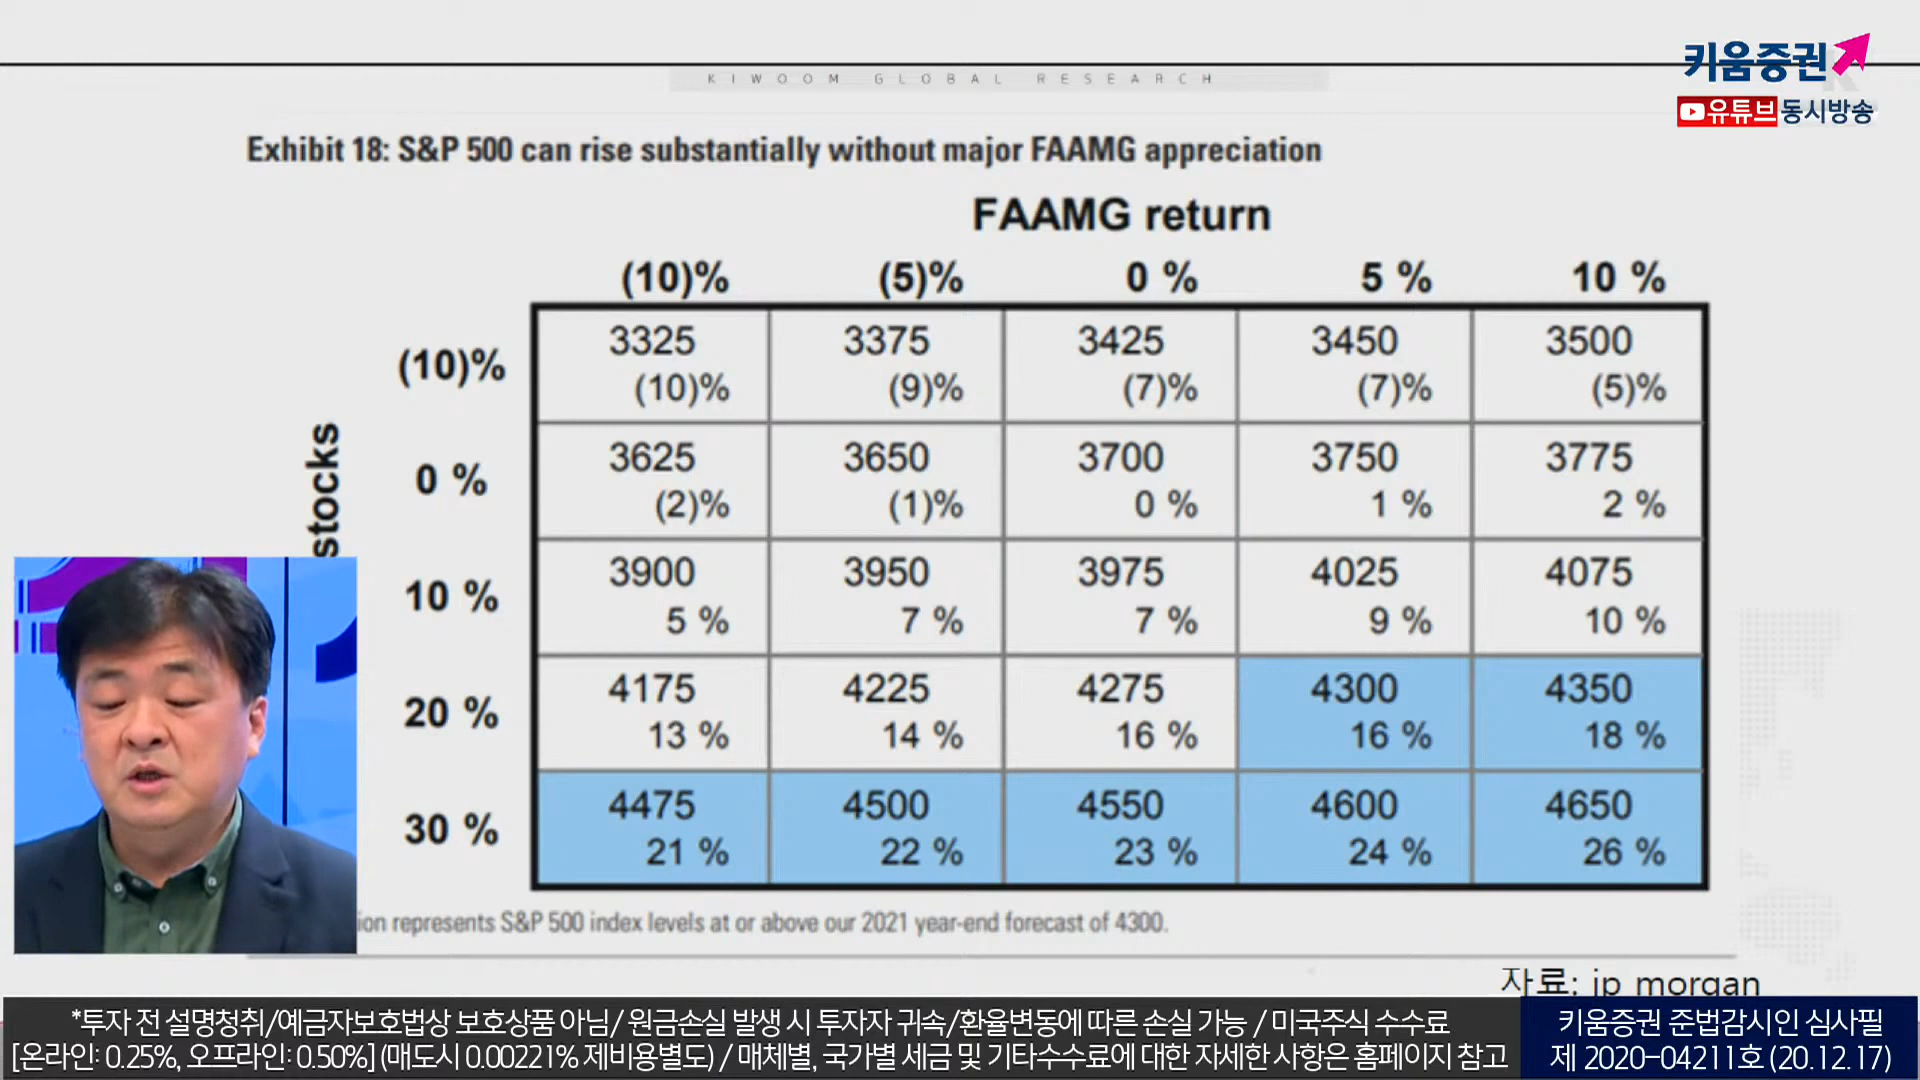 키움증권
유튜브동시방송
KIWOOM GLOBAL RESEARCH
Exhibit 18: S&P 500 can rise substantially without major FAAMG appreciation
FAAMG return
(10)% (5)% 0 % 5 % 10 %
stocks
(10)% 3325 3375 3425 3450 3500
(10)% (9)% (7)% (7)% (5)%
0 % 3625 3650 3700 3750 3775
(2)% (1)% 0 % 1 % 2 %
10 % 3900 3950 3975 4025 4075
5 % 7 % 7 % 9 % 10 %
20 % 4175 4225 4275 4300 4350
13 % 14 % 16 % 16 % 18 %
30 % 4475 4500 4550 4600 4650
21 % 22 % 23 % 24 % 26 %
represents S&P 500 index levels at or above our 2021 year-end forecast of 4300.
자료: jp morgan
*투자 전 설명청취/예금자보호법상 보호상품 아님/ 원금손실 발생 시 투자자 귀속/환율변동에 따른 손실 가능 / 미국주식 수수료
[온라인: 0.25%, 오프라인: 0.50%] (매도시 0.00221% 제비용별도) / 매체별, 국가별 세금 및 기타수수료에 대한 자세한 사항은 홈페이지 참고
키움증권 준법감시인 심사필
제 2020-04211호 (20.12.17)